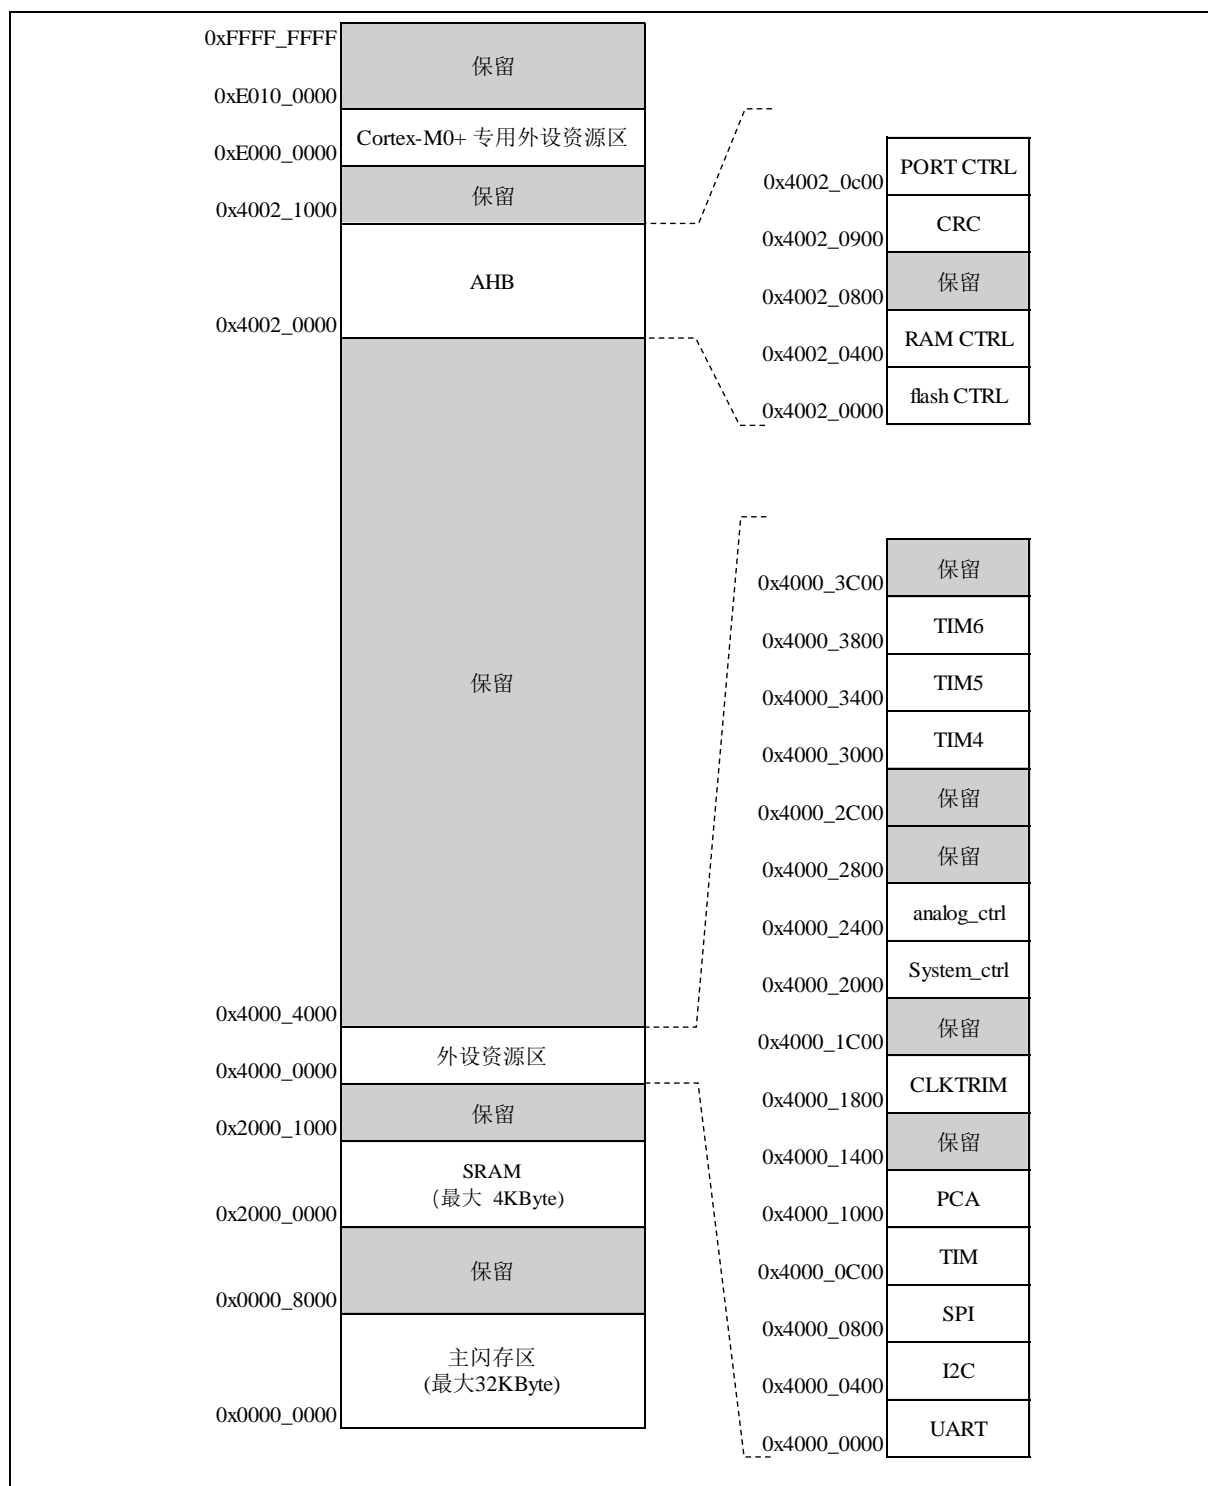 0xFFFF_FFFF
保留
0xE010_0000
Cortex-M0+ 专用外设资源区
0xE000_0000
保留
0x4002_1000
AHB
0x4002_0000
保留
0x4000_4000
外设资源区
0x4000_0000
保留
0x2000_1000
SRAM
(最大 4KByte)
0x2000_0000
保留
0x0000_8000
主闪存区
(最大32KByte)
0x0000_0000
PORT CTRL
0x4002_0c00
CRC
0x4002_0900
保留
0x4002_0800
RAM CTRL
0x4002_0400
flash CTRL
0x4002_0000
保留
0x4000_3C00
TIM6
0x4000_3800
TIM5
0x4000_3400
TIM4
0x4000_3000
保留
0x4000_2C00
保留
0x4000_2800
analog_ctrl
0x4000_2400
System_ctrl
0x4000_2000
保留
0x4000_1C00
CLKTRIM
0x4000_1800
保留
0x4000_1400
PCA
0x4000_1000
TIM
0x4000_0C00
SPI
0x4000_0800
I2C
0x4000_0400
UART
0x4000_0000